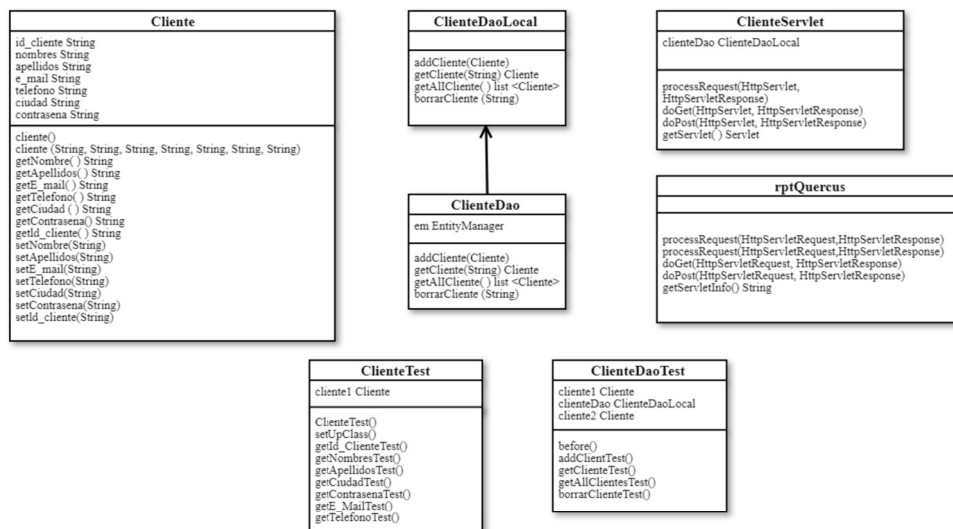 Cliente
id_cliente String
nombres String
apellidos String
e_mail String
telefono String
ciudad String
contrasena String
cliente()
cliente (String, String, String, String, String, String, String)
getNombre( ) String
getApellidos( ) String
getE_mail( ) String
getTelefono( ) String
getCiudad ( ) String
getContrasena() String
getId_cliente( ) String
setNombre(String)
setApellidos(String)
setE_mail(String)
setTelefono(String)
setCiudad(String)
setContrasena(String)
setId_cliente(String)
ClienteDaoLocal
addCliente(Cliente)
getCliente(String) Cliente
getAllCliente( ) list <Cliente>
borrarCliente (String)
ClienteDao
em EntityManager
addCliente(Cliente)
getCliente(String) Cliente
getAllCliente( ) list <Cliente>
borrarCliente (String)
ClienteServlet
clienteDao ClienteDaoLocal
processRequest(HttpServlet,
HttpServletResponse)
doGet(HttpServlet, HttpServletResponse)
doPost(HttpServlet, HttpServletResponse)
getServlet( ) Servlet
rptQuercus
processRequest(HttpServletRequest,HttpServletResponse)
processRequest(HttpServletRequest,HttpServletResponse)
doGet(HttpServletRequest, HttpServletResponse)
doPost(HttpServletRequest, HttpServletResponse)
getServletInfo() String
ClienteTest
cliente1 Cliente
ClienteTest()
setUpClass()
getId_ClienteTest()
getNombresTest()
getApellidosTest()
getCiudadTest()
getContrasenaTest()
getE_MailTest()
getTelefonoTest()
ClienteDaoTest
cliente1 Cliente
clienteDao ClienteDaoLocal
cliente2 Cliente
before()
addClientTest()
getClienteTest()
getAllClientesTest()
borrarClienteTest()